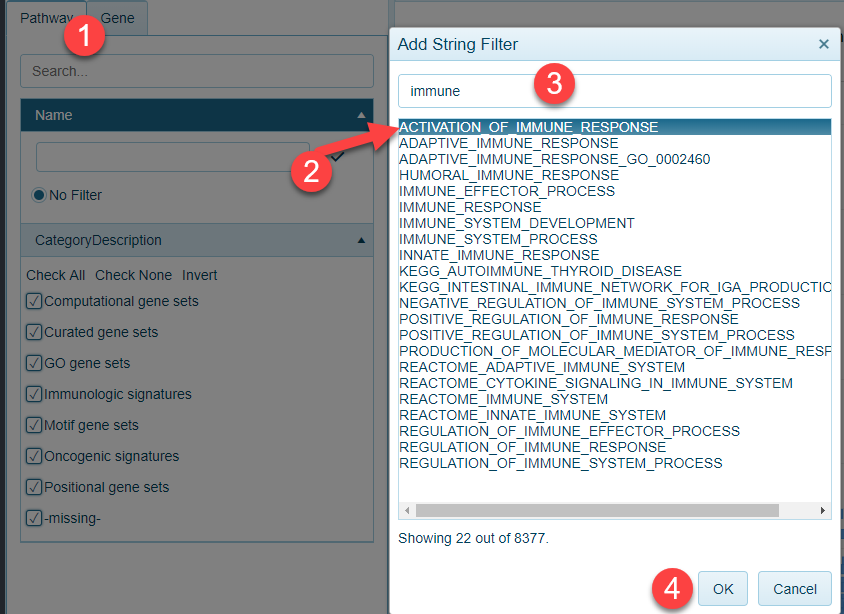 Pathway Gene
1
Search...
Name
2
No Filter
CategoryDescription
Check All Check None Invert
Computational gene sets
Curated gene sets
GO gene sets
Immunologic signatures
Motif gene sets
Oncogenic signatures
Positional gene sets
-missing-
Add String Filter
immune
3
ACTIVATION_OF_IMMUNE_RESPONSE
ADAPTIVE_IMMUNE_RESPONSE
ADAPTIVE_IMMUNE_RESPONSE_GO_0002460
HUMORAL_IMMUNE_RESPONSE
IMMUNE_EFFECTOR_PROCESS
IMMUNE_RESPONSE
IMMUNE_SYSTEM_DEVELOPMENT
IMMUNE_SYSTEM_PROCESS
INNATE_IMMUNE_RESPONSE
KEGG_AUTOIMMUNE_THYROID_DISEASE
KEGG_INTESTINAL_IMMUNE_NETWORK_FOR_IGA_PRODUCTIO
NEGATIVE_REGULATION_OF_IMMUNE_SYSTEM_PROCESS
POSITIVE_REGULATION_OF_IMMUNE_RESPONSE
POSITIVE_REGULATION_OF_IMMUNE_SYSTEM_PROCESS
PRODUCTION_OF_MOLECULAR_MEDIATOR_OF_IMMUNE_RESP
REACTOME_ADAPTIVE_IMMUNE_SYSTEM
REACTOME_CYTOKINE_SIGNALING_IN_IMMUNE_SYSTEM
REACTOME_IMMUNE_SYSTEM
REACTOME_INNATE_IMMUNE_SYSTEM
REGULATION_OF_IMMUNE_EFFECTOR_PROCESS
REGULATION_OF_IMMUNE_RESPONSE
REGULATION_OF_IMMUNE_SYSTEM_PROCESS
Showing 22 out of 8377.
4
OK Cancel